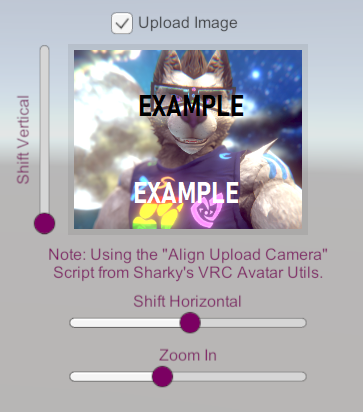 Upload Image
Shift Vertical
EXAMPLE
EXAMPLE
Note: Using the "Align Upload Camera"
Script from Sharky's VRC Avatar Utils.
Shift Horizontal
Zoom In